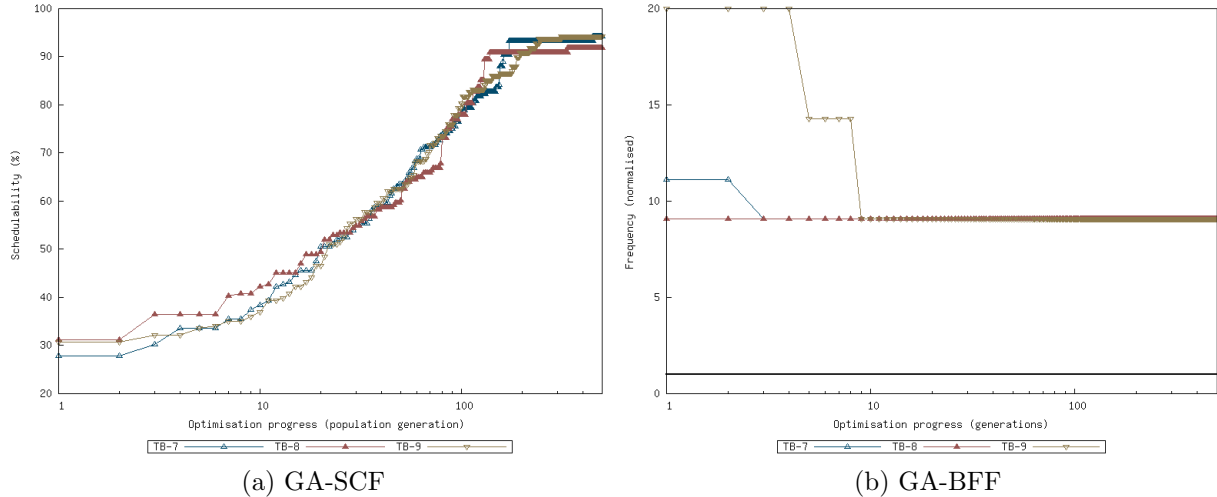 100
90
80
70
60
50
40
30
20
Schedulability (%)
1
10
100
Optimisation progress (population generation)
TB-7
TB-8
TB-9
(a) GA-SCF
20
15
10
5
0
Frequency (normalised)
1
10
100
Optimisation progress (generations)
TB-7
TB-8
TB-9
(b) GA-BFF